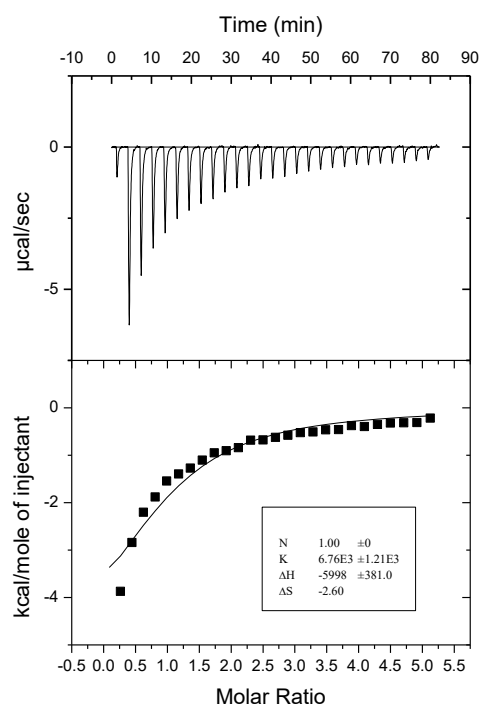 Time (min)
-10 0 10 20 30 40 50 60 70 80 90
0
-5
µcal/sec
0
-2
-4
kcal/mole of injectant
N 1.00 ±0
K 6.76E3 ±1.21E3
ΔH -5998 ±381.0
ΔS -2.60
-0.5 0.0 0.5 1.0 1.5 2.0 2.5 3.0 3.5 4.0 4.5 5.0 5.5
Molar Ratio